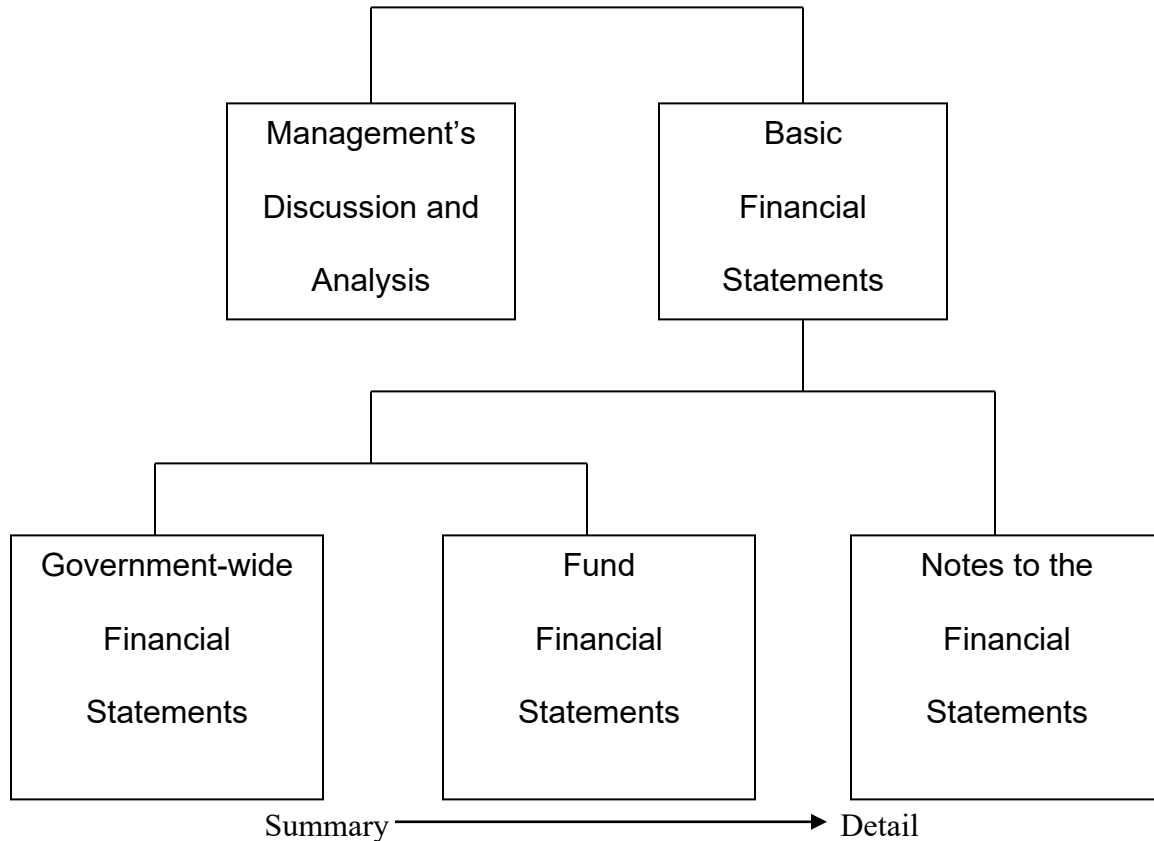 Management’s
Discussion and
Analysis
Basic
Financial
Statements
Government-wide
Financial
Statements
Fund
Financial
Statements
Notes to the
Financial
Statements
Summary
Detail